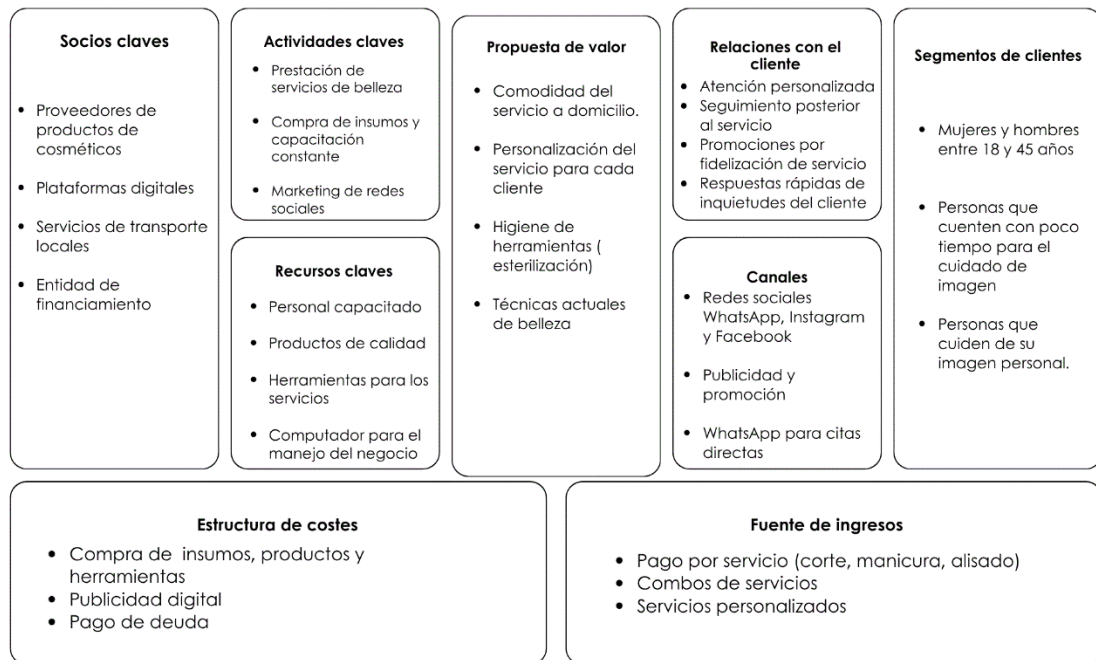 Socios claves
• Proveedores de
productos de
cosméticos
• Plataformas digitales
• Servicios de transporte
locales
• Entidad de
financiamiento
Actividades claves
• Prestación de
servicios de belleza
• Compra de insumos y
capacitación
constante
• Marketing de redes
sociales
Recursos claves
• Personal capacitado
• Productos de calidad
• Herramientas para los
servicios
• Computador para el
manejo del negocio
Propuesta de valor
• Comodidad del
servicio a domicilio.
• Personalización del
servicio para cada
cliente
• Higiene de
herramientas (
esterilización)
• Técnicas actuales
de belleza
Relaciones con el
cliente
• Atención personalizada
• Seguimiento posterior
al servicio
• Promociones por
fidelización de servicio
• Respuestas rápidas de
inquietudes del cliente
Canales
• Redes sociales
WhatsApp, Instagram
y Facebook
• Publicidad y
promoción
• WhatsApp para citas
directas
Segmentos de clientes
• Mujeres y hombres
entre 18 y 45 años
• Personas que
cuenten con poco
tiempo para el
cuidado de
imagen
• Personas que
cuiden de su
imagen personal.
Estructura de costes
• Compra de insumos, productos y
herramientas
• Publicidad digital
• Pago de deuda
Fuente de ingresos
• Pago por servicio (corte, manicura, alisado)
• Combos de servicios
• Servicios personalizados